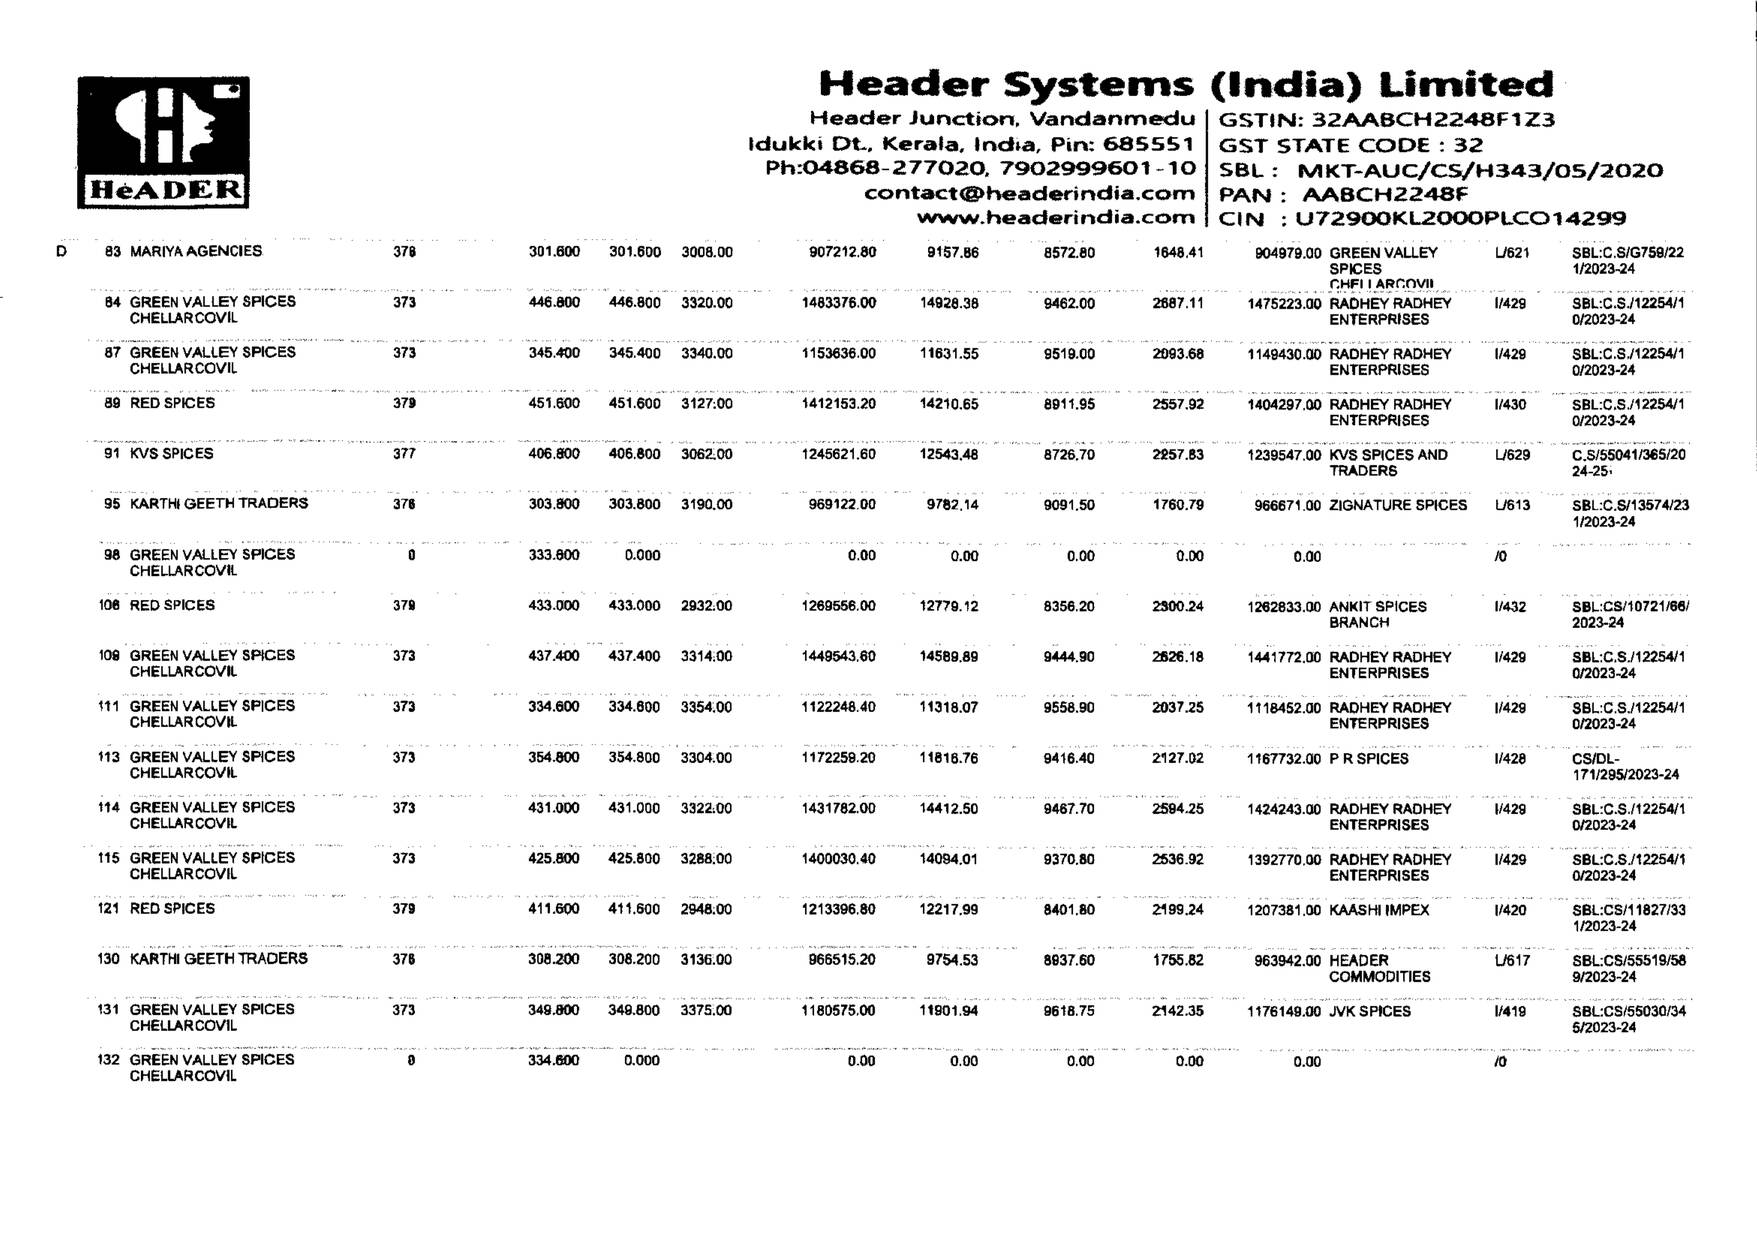 HeADER
Header Systems (India) Limited
Header Junction, Vandanmedu
Idukki Dt., Kerala, India, Pin: 685551
Ph:04868-277020, 7902999601-10
contact@headerindia.com
www.headerindia.com
GSTIN: 32AABCH2248F1Z3
GST STATE CODE : 32
SBL : MKT-AUC/CS/H343/05/2020
PAN : AABCH2248F
CIN : U72900KL2000PLCO14299
D 83 MARIYA AGENCIES 376 301.600 301.600 3008.00 907212.80 9157.86 8572.80 1648.41 904979.00 GREEN VALLEY L/621 SBL:C.S/G759/22
SPICES 1/2023-24
CHELLARCOVIL
84 GREEN VALLEY SPICES 373 446.800 446.800 3320.00 1483376.00 14928.38 9462.00 2687.11 1475223.00 RADHEY RADHEY I/429 SBL:C.S./12254/1
CHELLARCOVIL ENTERPRISES 0/2023-24
87 GREEN VALLEY SPICES 373 345.400 345.400 3340.00 1153636.00 11631.55 9519.00 2093.68 1149430.00 RADHEY RADHEY I/429 SBL:C.S./12254/1
CHELLARCOVIL ENTERPRISES 0/2023-24
89 RED SPICES 379 451.600 451.600 3127.00 1412153.20 14210.65 8911.95 2557.92 1404297.00 RADHEY RADHEY I/430 SBL:C.S./12254/1
ENTERPRISES 0/2023-24
91 KVS SPICES 377 406.800 406.800 3062.00 1245621.60 12543.48 8726.70 2257.83 1239547.00 KVS SPICES AND L/629 C.S/55041/365/20
TRADERS 24-25
95 KARTHI GEETH TRADERS 376 303.800 303.800 3190.00 969122.00 9782.14 9091.50 1760.79 966671.00 ZIGNATURE SPICES L/613 SBL:C.S/13574/23
1/2023-24
98 GREEN VALLEY SPICES 0 333.600 0.000 0.00 0.00 0.00 0.00 0.00 /0
CHELLARCOVIL
106 RED SPICES 379 433.000 433.000 2932.00 1269556.00 12779.12 8356.20 2300.24 1262833.00 ANKIT SPICES I/432 SBL:CS/10721/66/
BRANCH 2023-24
109 GREEN VALLEY SPICES 373 437.400 437.400 3314.00 1449543.60 14589.89 9444.90 2626.18 1441772.00 RADHEY RADHEY I/429 SBL:C.S./12254/1
CHELLARCOVIL ENTERPRISES 0/2023-24
111 GREEN VALLEY SPICES 373 334.600 334.600 3354.00 1122248.40 11318.07 9558.90 2037.25 1118452.00 RADHEY RADHEY I/429 SBL:C.S./12254/1
CHELLARCOVIL ENTERPRISES 0/2023-24
113 GREEN VALLEY SPICES 373 354.800 354.800 3304.00 1172259.20 11816.76 9416.40 2127.02 1167732.00 P R SPICES I/428 CS/DL-
CHELLARCOVIL 171/295/2023-24
114 GREEN VALLEY SPICES 373 431.000 431.000 3322.00 1431782.00 14412.50 9467.70 2594.25 1424243.00 RADHEY RADHEY I/429 SBL:C.S./12254/1
CHELLARCOVIL ENTERPRISES 0/2023-24
115 GREEN VALLEY SPICES 373 425.800 425.800 3288.00 1400030.40 14094.01 9370.80 2536.92 1392770.00 RADHEY RADHEY I/429 SBL:C.S./12254/1
CHELLARCOVIL ENTERPRISES 0/2023-24
121 RED SPICES 379 411.600 411.600 2948.00 1213396.80 12217.99 8401.80 2199.24 1207381.00 KAASHI IMPEX I/420 SBL:CS/11827/33
1/2023-24
130 KARTHI GEETH TRADERS 376 308.200 308.200 3136.00 966515.20 9754.53 8937.60 1755.82 963942.00 HEADER L/617 SBL:CS/55519/58
COMMODITIES 9/2023-24
131 GREEN VALLEY SPICES 373 349.800 349.800 3375.00 1180575.00 11901.94 9618.75 2142.35 1176149.00 JVK SPICES I/419 SBL:CS/55030/34
CHELLARCOVIL 5/2023-24
132 GREEN VALLEY SPICES 0 334.600 0.000 0.00 0.00 0.00 0.00 0.00 /0
CHELLARCOVIL